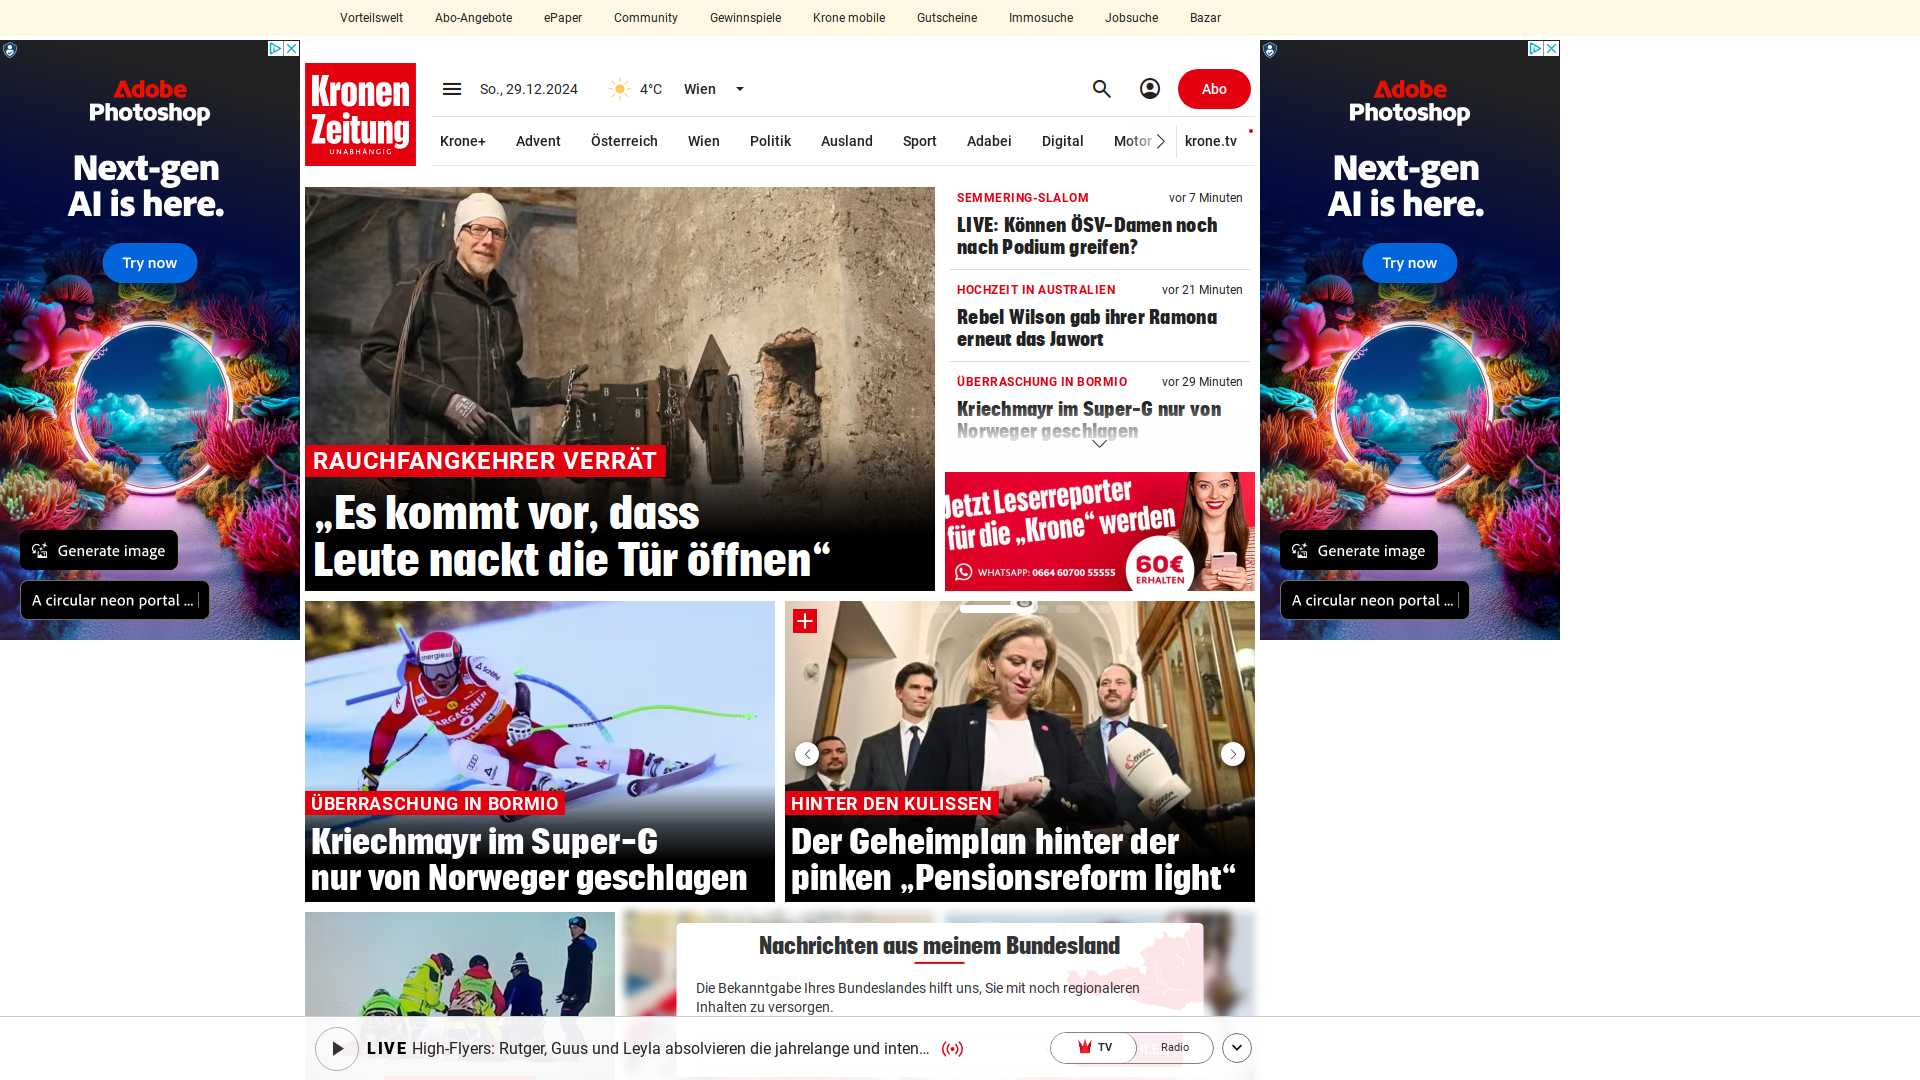 Vorteilswelt
Abo-Angebote
ePaper
Community
Gewinnspiele
Krone mobile
Gutscheine
Immosuche
Jobsuche
Bazar
Adobe
Photoshop
Next-gen
AI is here.
Try now
Generate image
A circular neon portal ...
Kronen
Zeitung
UNABHÄNGIG
So., 29.12.2024
4°C
Wien
Abo
Krone+
Advent
Österreich
Wien
Politik
Ausland
Sport
Adabei
Digital
Motor
krone.tv
RAUCHFANGKEHRER VERRÄT
„Es kommt vor, dass
Leute nackt die Tür öffnen“
SEMMERING-SLALOM
vor 7 Minuten
LIVE: Können ÖSV-Damen noch
nach Podium greifen?
HOCHZEIT IN AUSTRALIEN
vor 21 Minuten
Rebel Wilson gab ihrer Ramona
erneut das Jawort
ÜBERRASCHUNG IN BORMIO
vor 29 Minuten
Kriechmayr im Super-G nur von
Norweger geschlagen
Jetzt Leserreporter
für die „Krone“ werden
WHATSAPP: 0664 60700 55555
60€
ERHALTEN
ÜBERRASCHUNG IN BORMIO
Kriechmayr im Super-G
nur von Norweger geschlagen
HINTER DEN KULISSEN
Der Geheimplan hinter der
pinken „Pensionsreform light“
Nachrichten aus meinem Bundesland
Die Bekanntgabe Ihres Bundeslandes hilft uns, Sie mit noch regionaleren
Inhalten zu versorgen.
LIVE High-Flyers: Rutger, Guus und Leyla absolvieren die jahrelange und inten...
TV
Radio
Adobe
Photoshop
Next-gen
AI is here.
Try now
Generate image
A circular neon portal ...